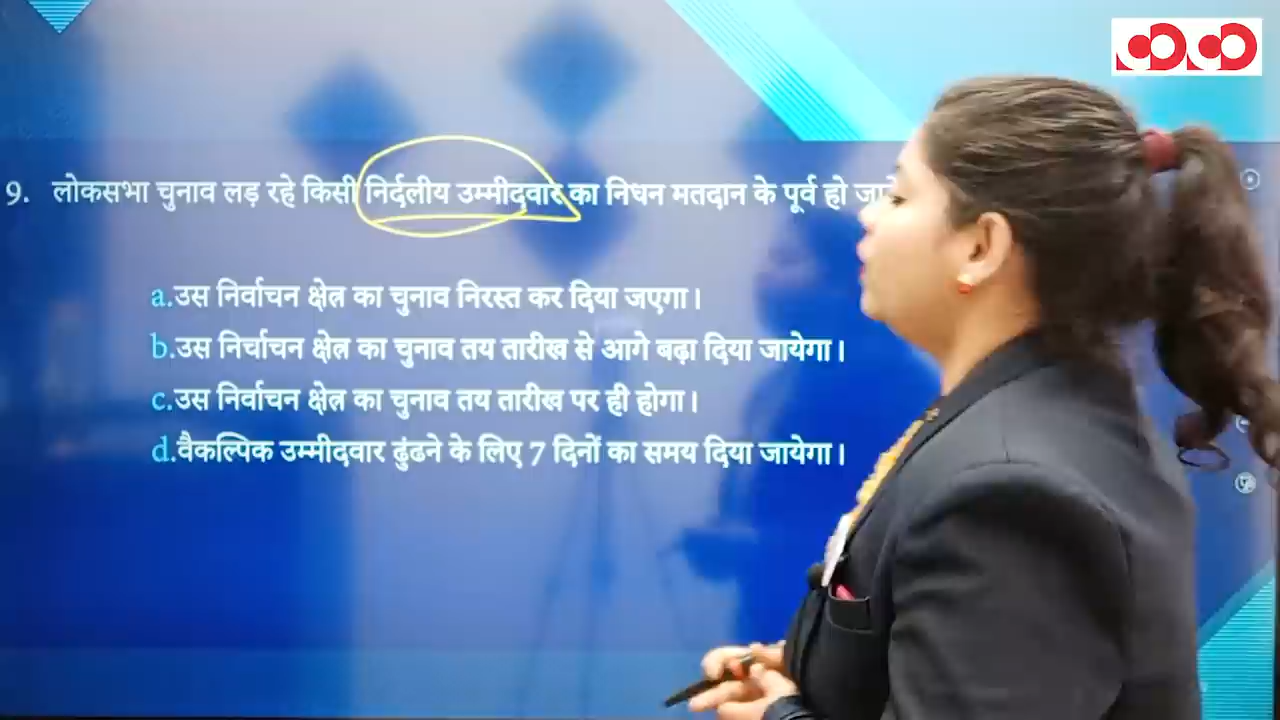 9. लोकसभा चुनाव लड़ रहे किसी निर्दलीय उम्मीदवार का निधन मतदान के पूर्व हो
a.उस निर्वाचन क्षेत्र का चुनाव निरस्त कर दिया जएगा।
b.उस निर्चाचन क्षेत्र का चुनाव तय तारीख से आगे बढ़ा दिया जायेगा।
c.उस निर्वाचन क्षेत्र का चुनाव तय तारीख पर ही होगा।
d.वैकल्पिक उम्मीदवार ढुंढने के लिए 7 दिनों का समय दिया जायेगा।